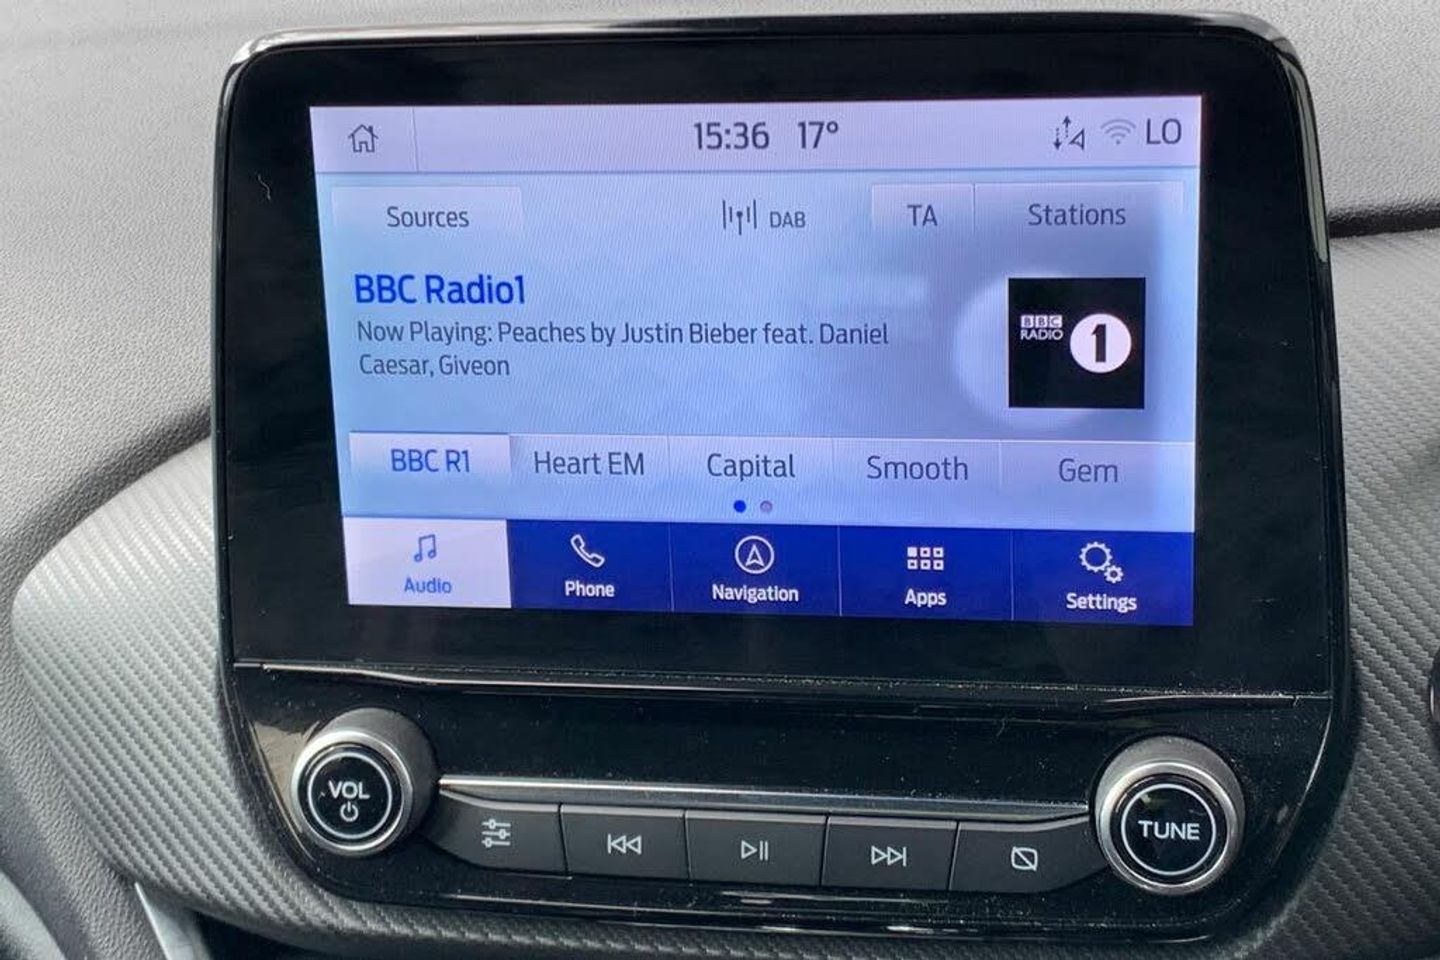 15:36 17° LO
Sources DAB TA Stations
BBC Radio1
Now Playing: Peaches by Justin Bieber feat. Daniel
Caesar, Giveon
BBC
RADIO 1
BBC R1 Heart EM Capital Smooth Gem
Audio Phone Navigation Apps Settings
VOL
TUNE